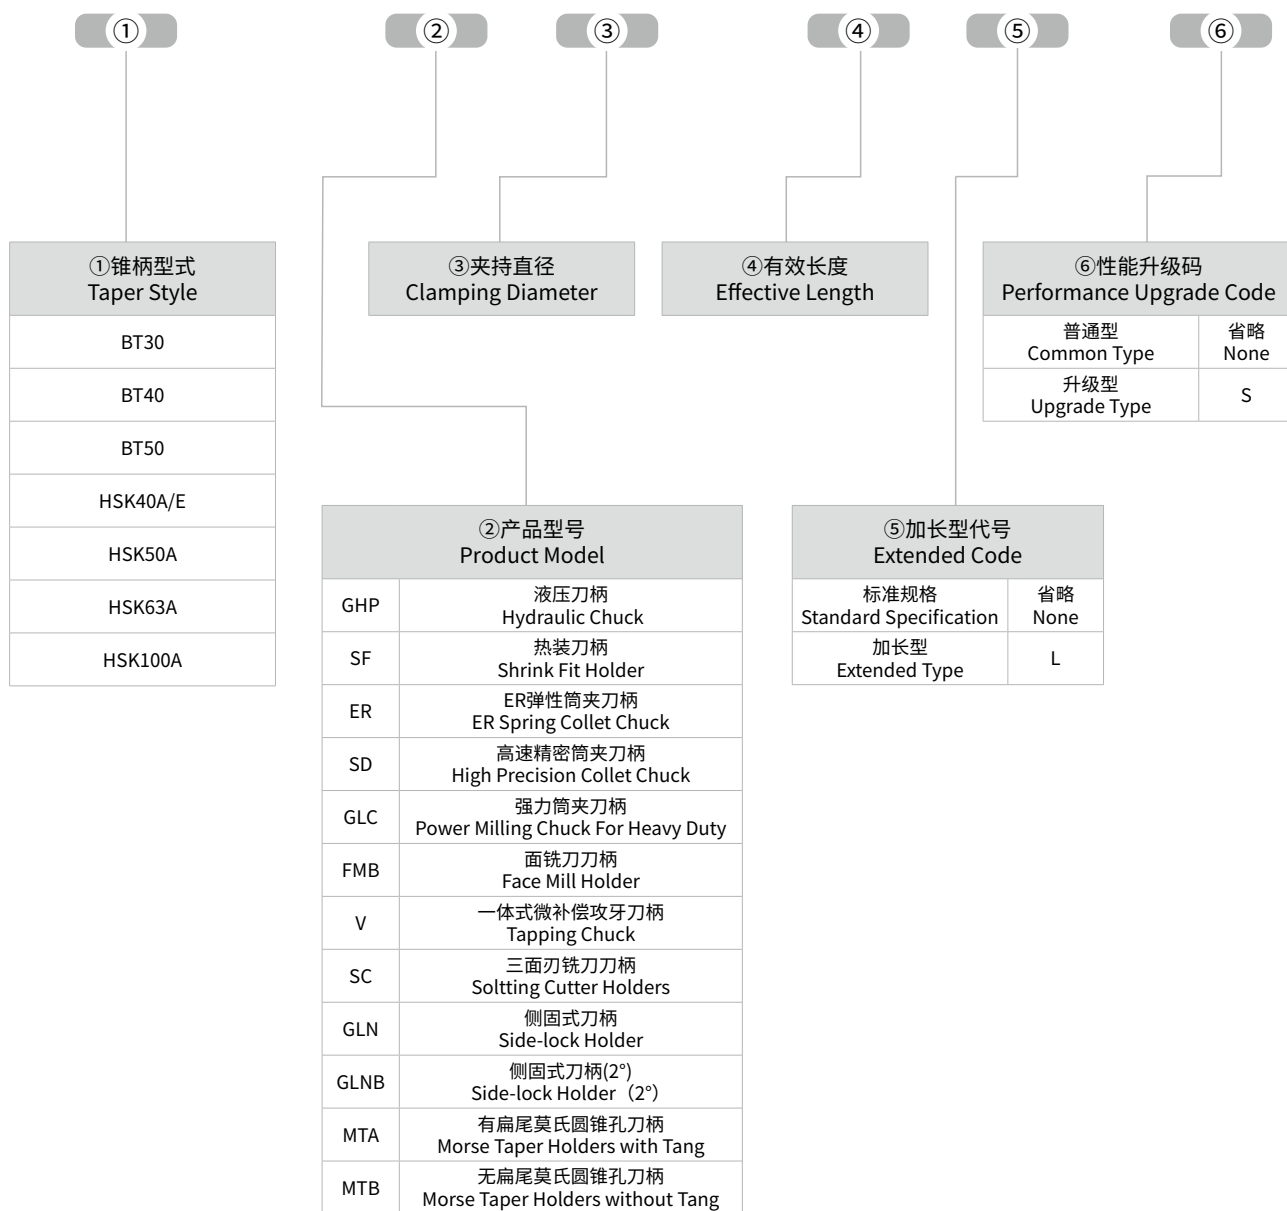 ① ② ③ ④ ⑤ ⑥
①锥柄型式
Taper Style
BT30
BT40
BT50
HSK40A/E
HSK50A
HSK63A
HSK100A
③夹持直径
Clamping Diameter
④有效长度
Effective Length
⑥性能升级码
Performance Upgrade Code
普通型 省略
Common Type None
升级型
Upgrade Type S
②产品型号
Product Model
GHP 液压刀柄
Hydraulic Chuck
SF 热装刀柄
Shrink Fit Holder
ER ER弹性筒夹刀柄
ER Spring Collet Chuck
SD 高速精密筒夹刀柄
High Precision Collet Chuck
GLC 强力筒夹刀柄
Power Milling Chuck For Heavy Duty
FMB 面铣刀刀柄
Face Mill Holder
V 一体式微补偿攻牙刀柄
Tapping Chuck
SC 三面刃铣刀刀柄
Soltting Cutter Holders
GLN 侧固式刀柄
Side-lock Holder
GLNB 侧固式刀柄(2°)
Side-lock Holder（2°）
MTA 有扁尾莫氏圆锥孔刀柄
Morse Taper Holders with Tang
MTB 无扁尾莫氏圆锥孔刀柄
Morse Taper Holders without Tang
⑤加长型代号
Extended Code
标准规格 省略
Standard Specification None
加长型
Extended Type L